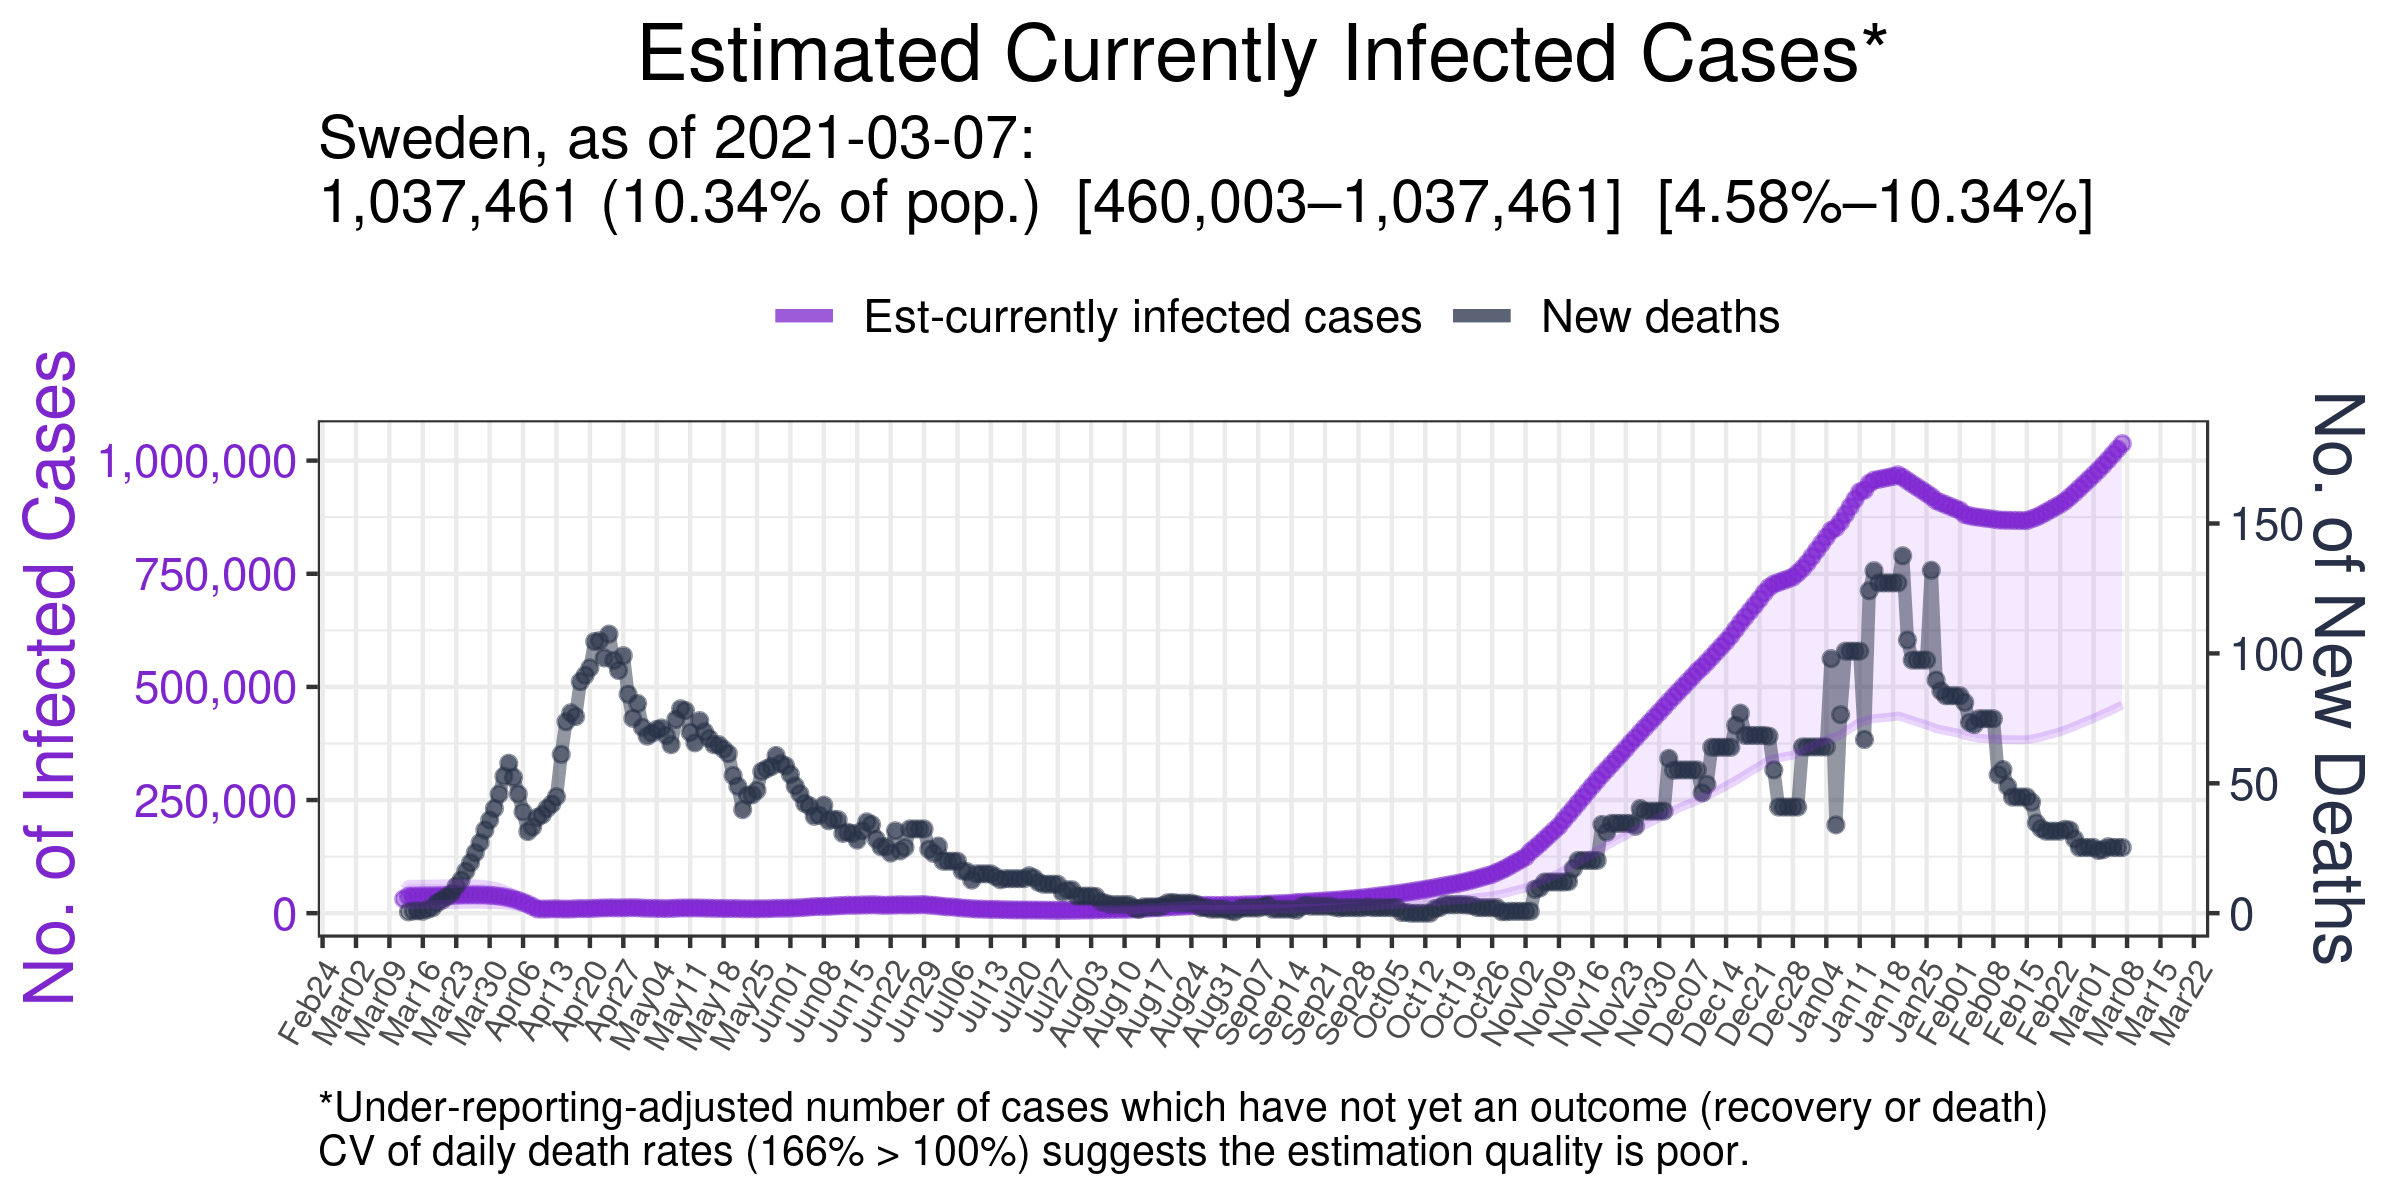 Estimated Currently Infected Cases*
Sweden, as of 2021-03-07:
1,037,461 (10.34% of pop.)  [460,003–1,037,461]  [4.58%–10.34%]
Est-currently infected cases
New deaths
No. of Infected Cases
1,000,000
750,000
500,000
250,000
0
No. of New Deaths
150
100
50
0
Feb24
Mar02
Mar09
Mar16
Mar23
Mar30
Apr06
Apr13
Apr20
Apr27
May04
May11
May18
May25
Jun01
Jun08
Jun15
Jun22
Jun29
Jul06
Jul13
Jul20
Jul27
Aug03
Aug10
Aug17
Aug24
Aug31
Sep07
Sep14
Sep21
Sep28
Oct05
Oct12
Oct19
Oct26
Nov02
Nov09
Nov16
Nov23
Nov30
Dec07
Dec14
Dec21
Dec28
Jan04
Jan11
Jan18
Jan25
Feb01
Feb08
Feb15
Feb22
Mar01
Mar08
Mar15
Mar22
*Under-reporting-adjusted number of cases which have not yet an outcome (recovery or death)
CV of daily death rates (166% > 100%) suggests the estimation quality is poor.